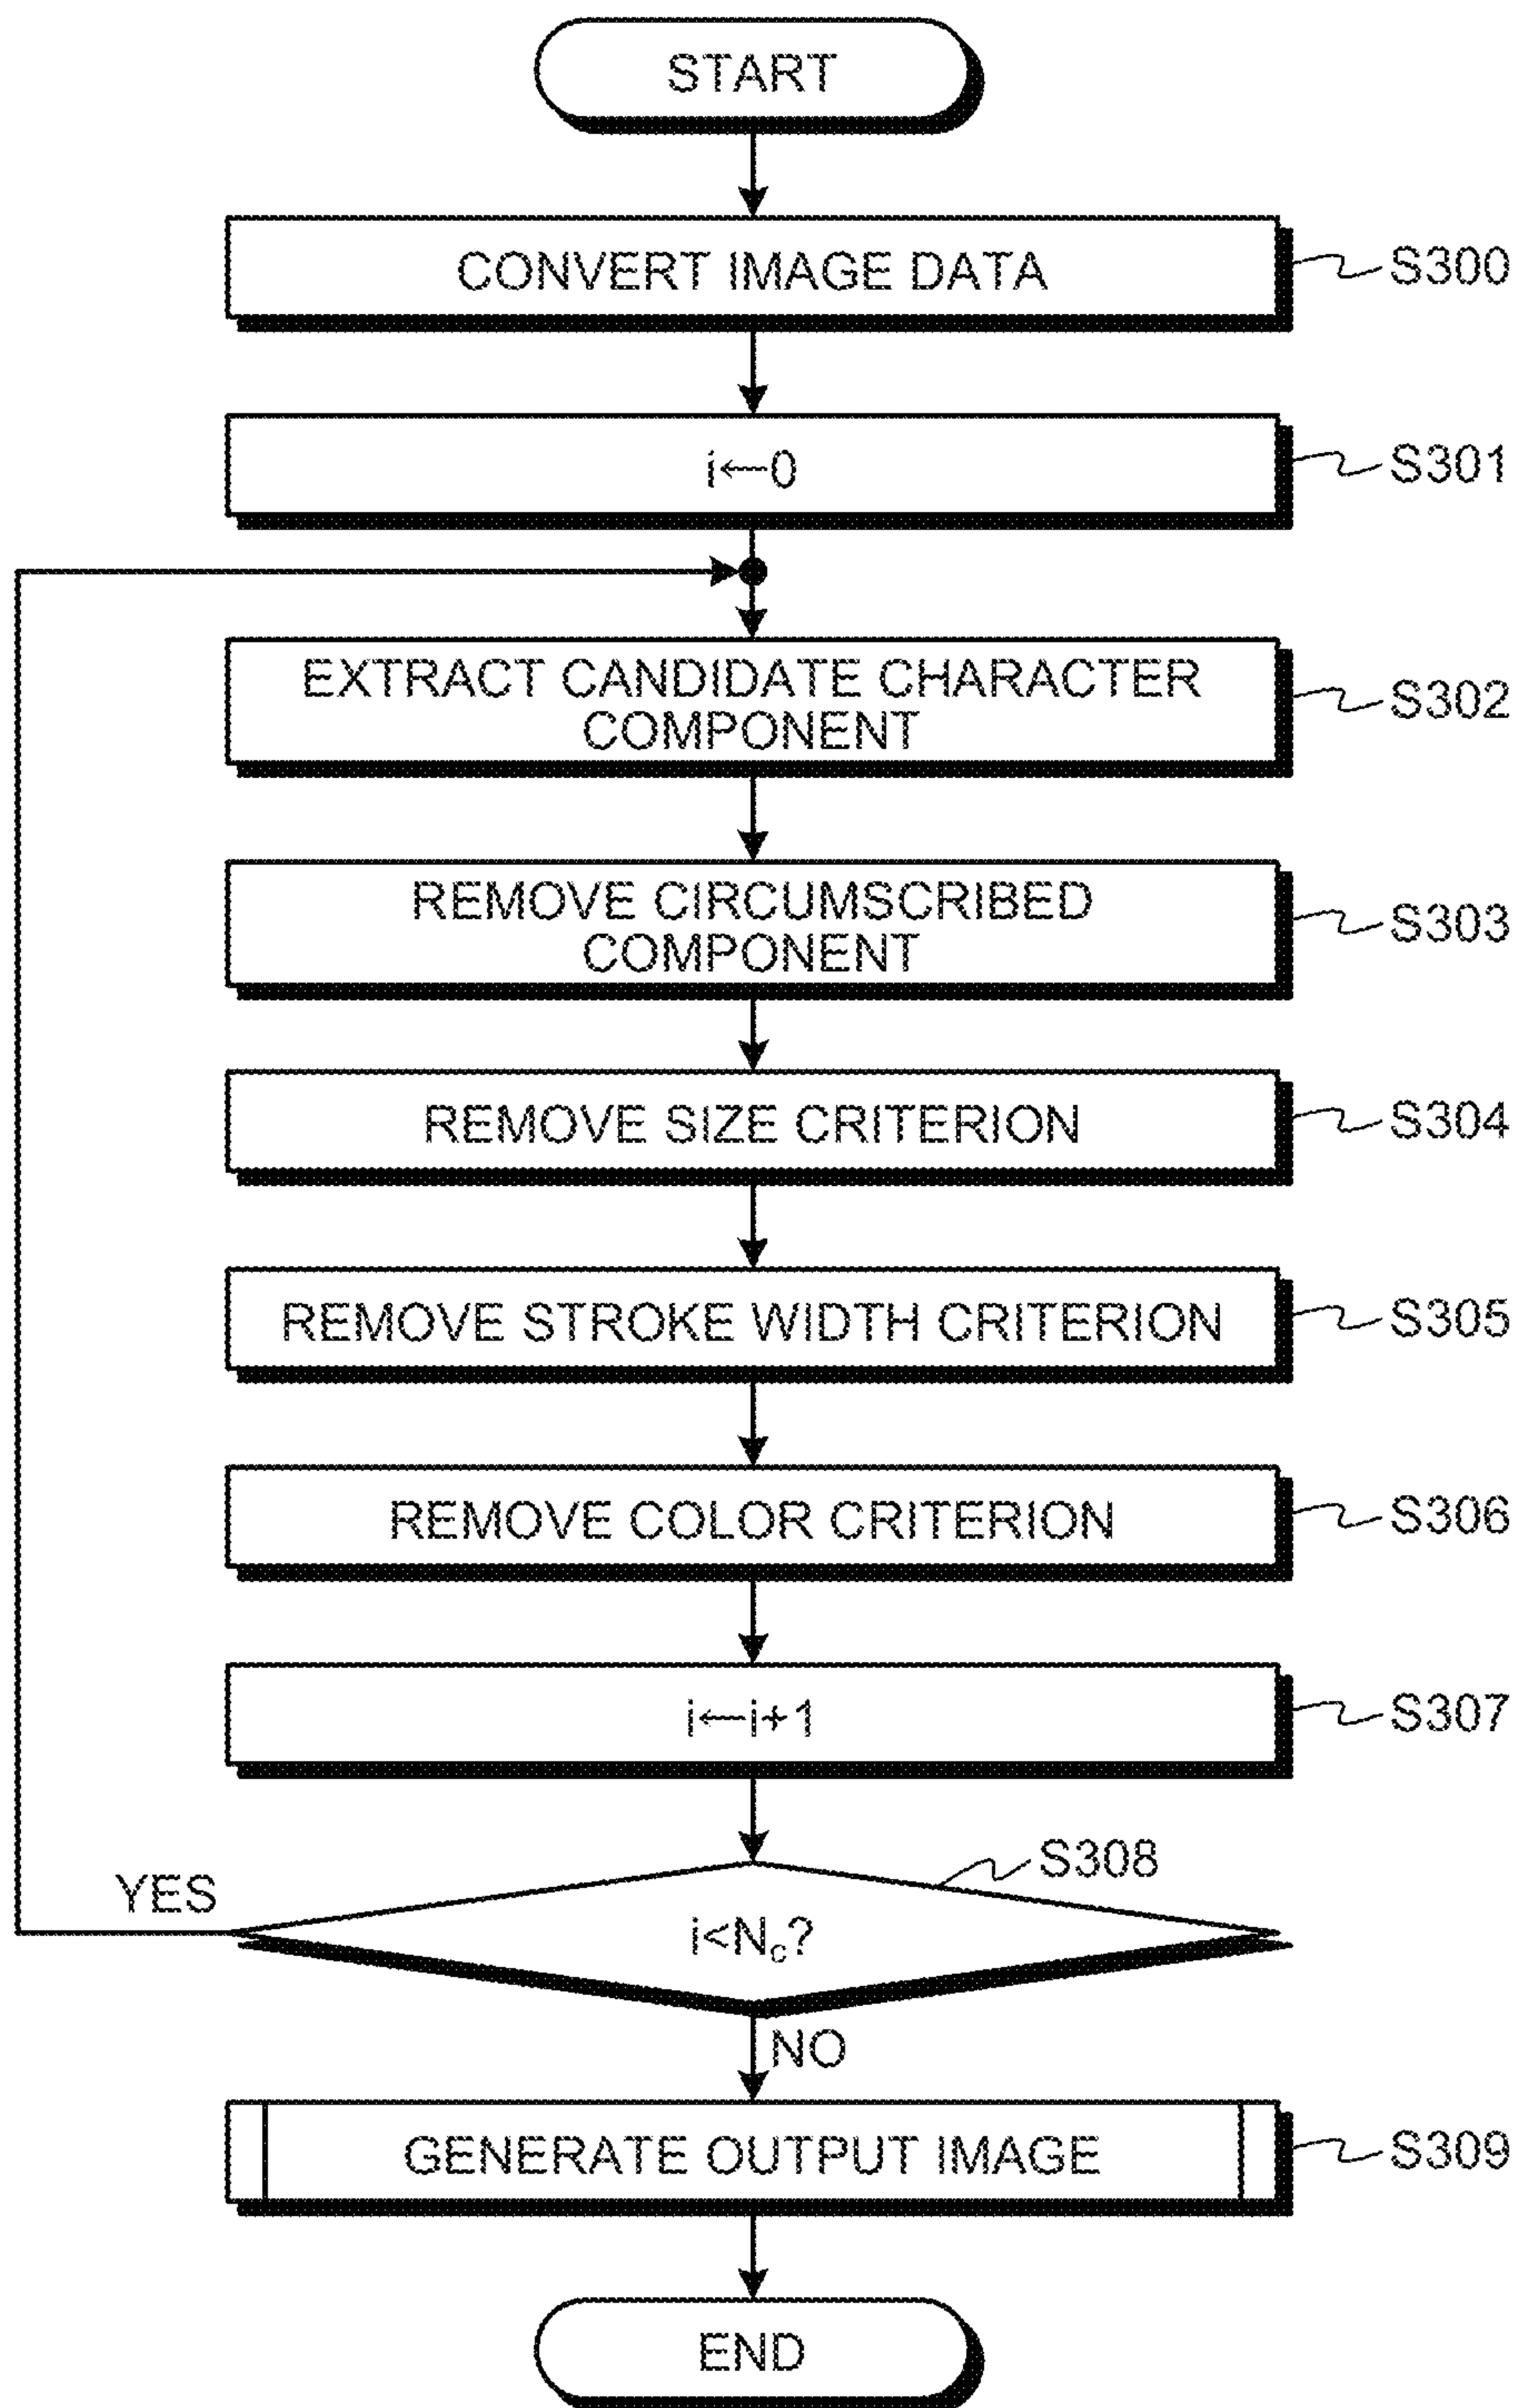 START
CONVERT IMAGE DATA
S300
i←0
S301
EXTRACT CANDIDATE CHARACTER
COMPONENT
S302
REMOVE CIRCUMSCRIBED
COMPONENT
S303
REMOVE SIZE CRITERION
S304
REMOVE STROKE WIDTH CRITERION
S305
REMOVE COLOR CRITERION
S306
i←i+1
S307
S308
YES
i<Nc?
NO
GENERATE OUTPUT IMAGE
S309
END